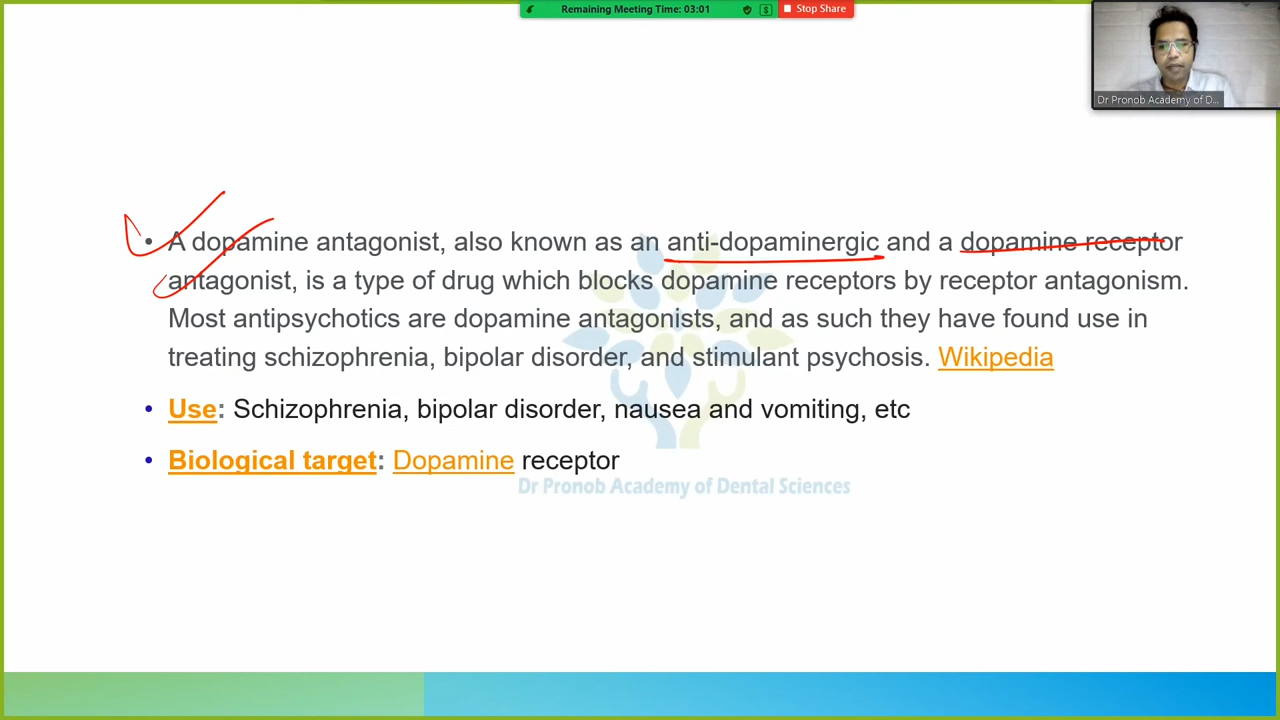 Remaining Meeting Time: 03:01
Stop Share
Dr Pronob Academy of D...
• A dopamine antagonist, also known as an anti-dopaminergic and a dopamine receptor
antagonist, is a type of drug which blocks dopamine receptors by receptor antagonism.
Most antipsychotics are dopamine antagonists, and as such they have found use in
treating schizophrenia, bipolar disorder, and stimulant psychosis. Wikipedia
• Use: Schizophrenia, bipolar disorder, nausea and vomiting, etc
• Biological target: Dopamine receptor
Dr Pronob Academy of Dental Sciences